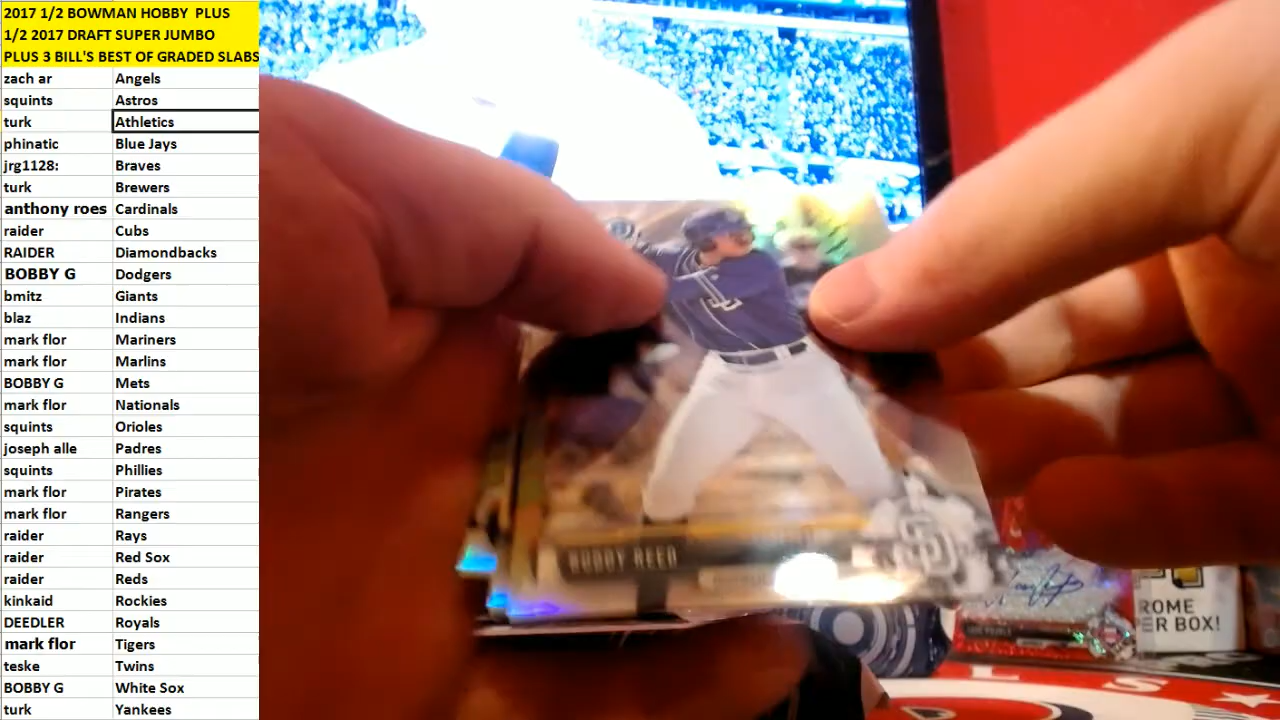 2017 1/2 BOWMAN HOBBY PLUS
1/2 2017 DRAFT SUPER JUMBO
PLUS 3 BILL'S BEST OF GRADED SLABS
zach ar Angels
squints Astros
turk Athletics
phinatic Blue Jays
jrg1128: Braves
turk Brewers
anthony roes Cardinals
raider Cubs
RAIDER Diamondbacks
BOBBY G Dodgers
bmitz Giants
blaz Indians
mark flor Mariners
mark flor Marlins
BOBBY G Mets
mark flor Nationals
squints Orioles
joseph alle Padres
squints Phillies
mark flor Pirates
mark flor Rangers
raider Rays
raider Red Sox
raider Reds
kinkaid Rockies
DEEDLER Royals
mark flor Tigers
teske Twins
BOBBY G White Sox
turk Yankees
BUDDY REED
ROME
ER BOX!
L S